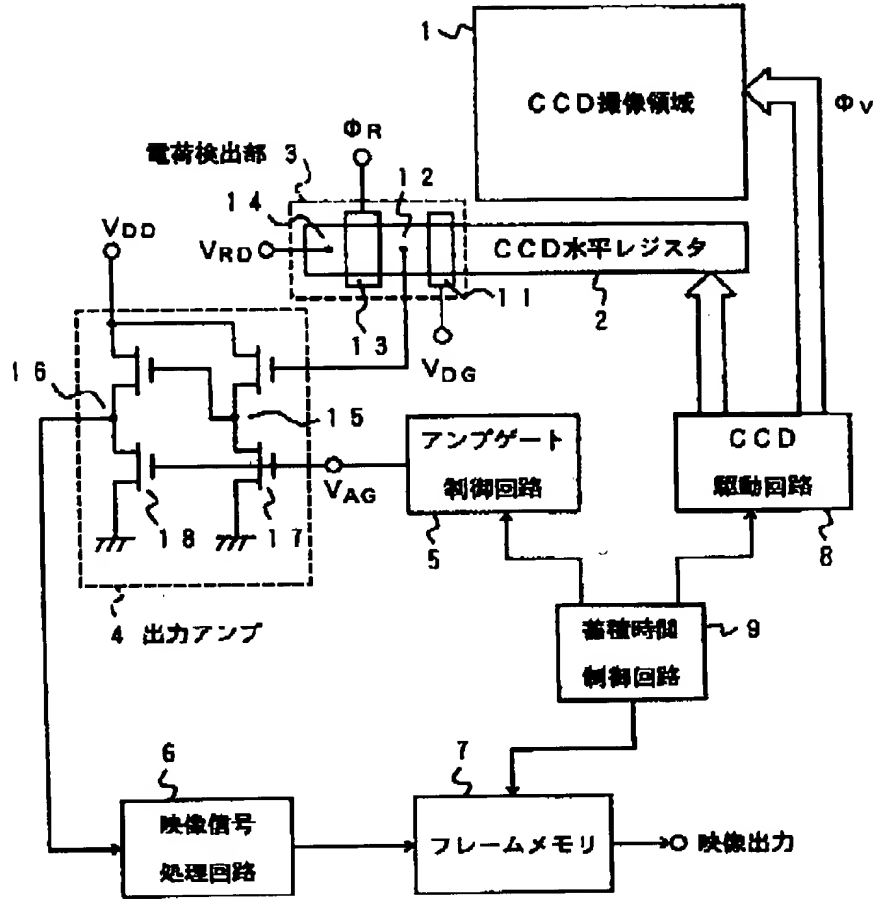 1
CCD撮像領域
ΦV
ΦR
電荷検出部 3
12
14
VDD
VRD
CCD水平レジスタ
11
2
13
VDG
16
15
アンプゲート
制御回路
CCD
駆動回路
VAG
18
17
5
8
4 出力アンプ
蓄積時間
制御回路
9
6
7
映像信号
処理回路
フレームメモリ
映像出力